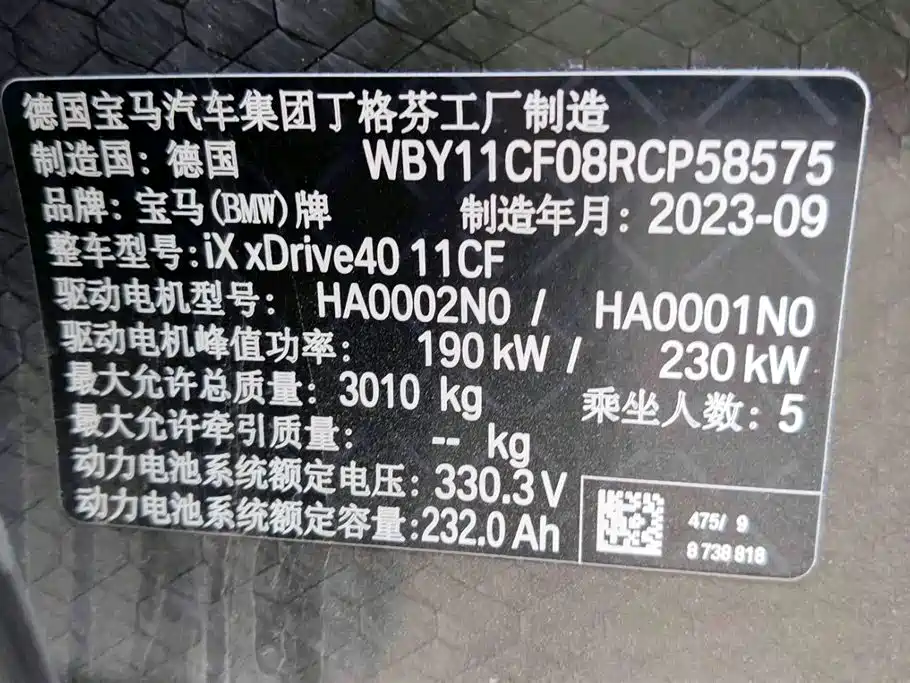 德国宝马汽车集团丁格芬工厂制造
制造国：德国 WBY11CF08RCP58575
品牌：宝马(BMW)牌 制造年月：2023-09
整车型号:iX xDrive40 11CF
驱动电机型号： HA0002N0 / HA0001N0
驱动电机峰值功率： 190 kW / 230 kW
最大允许总质量：3010 kg 乘坐人数：5
最大允许牵引质量： -- kg
动力电池系统额定电压：330.3 V
动力电池系统额定容量:232.0 Ah
475/ 9
8 738 818